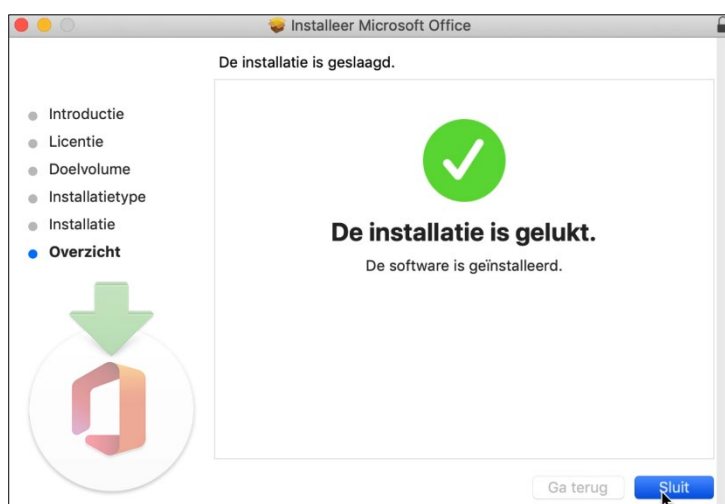 Installeer Microsoft Office
De installatie is geslaagd.
Introductie
Licentie
Doelvolume
Installatietype
Installatie
Overzicht
De installatie is gelukt.
De software is geïnstalleerd.
Ga terug
Sluit